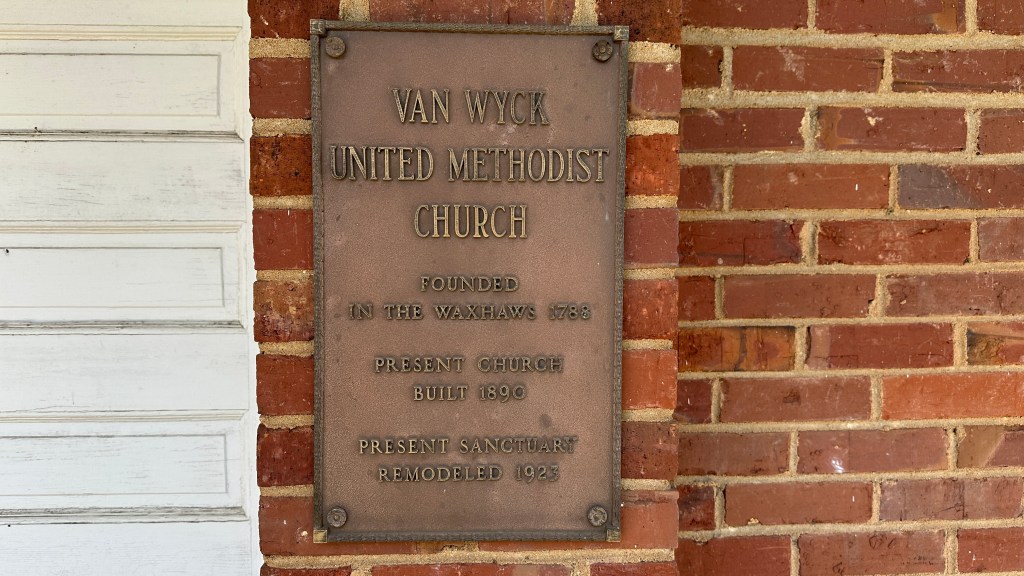 VAN WYCK
UNITED METHODIST
CHURCH
FOUNDED
IN THE WAXHAWS 1788
PRESENT CHURCH
BUILT 1890
PRESENT SANCTUARY
REMODELED 1923